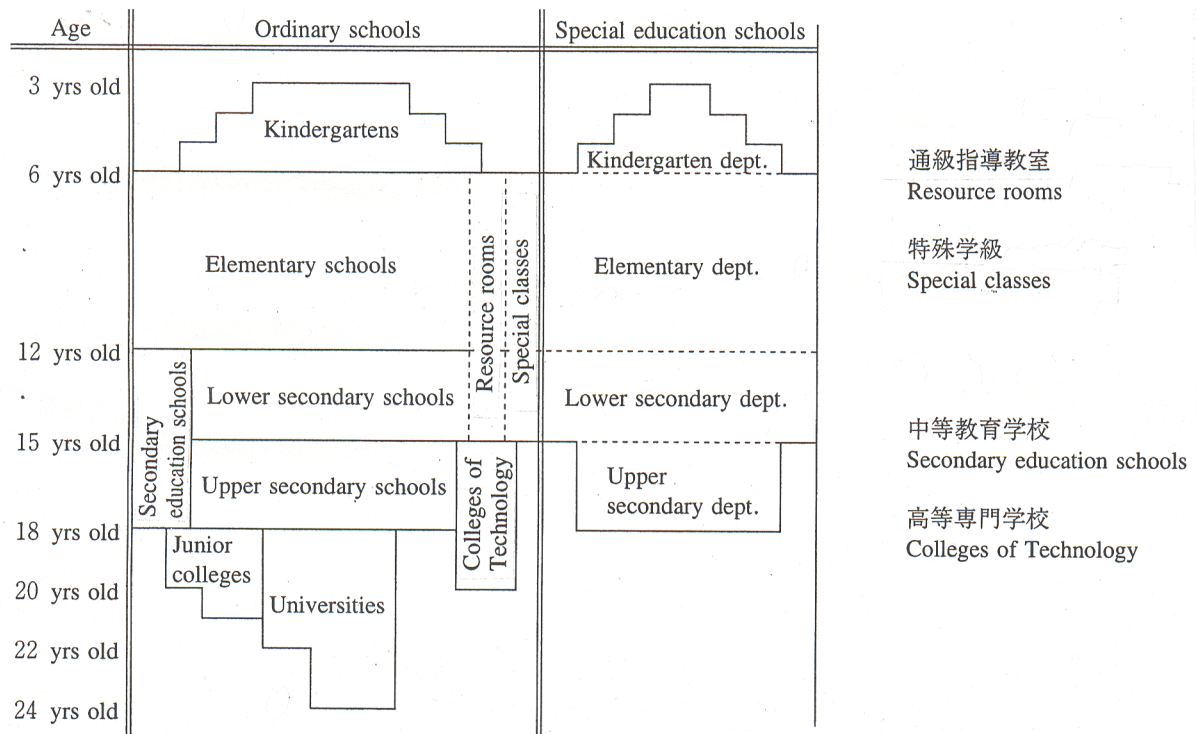 Age
Ordinary schools
Special education schools
3 yrs old
Kindergartens
Kindergarten dept.
6 yrs old
Elementary schools
Resource rooms
Special classes
Elementary dept.
12 yrs old
Secondary
education schools
Lower secondary schools
Lower secondary dept.
15 yrs old
Upper secondary schools
Colleges of
Technology
Upper
secondary dept.
18 yrs old
Junior
colleges
20 yrs old
Universities
22 yrs old
24 yrs old
通級指導教室
Resource rooms
特殊学級
Special classes
中等教育学校
Secondary education schools
高等専門学校
Colleges of Technology